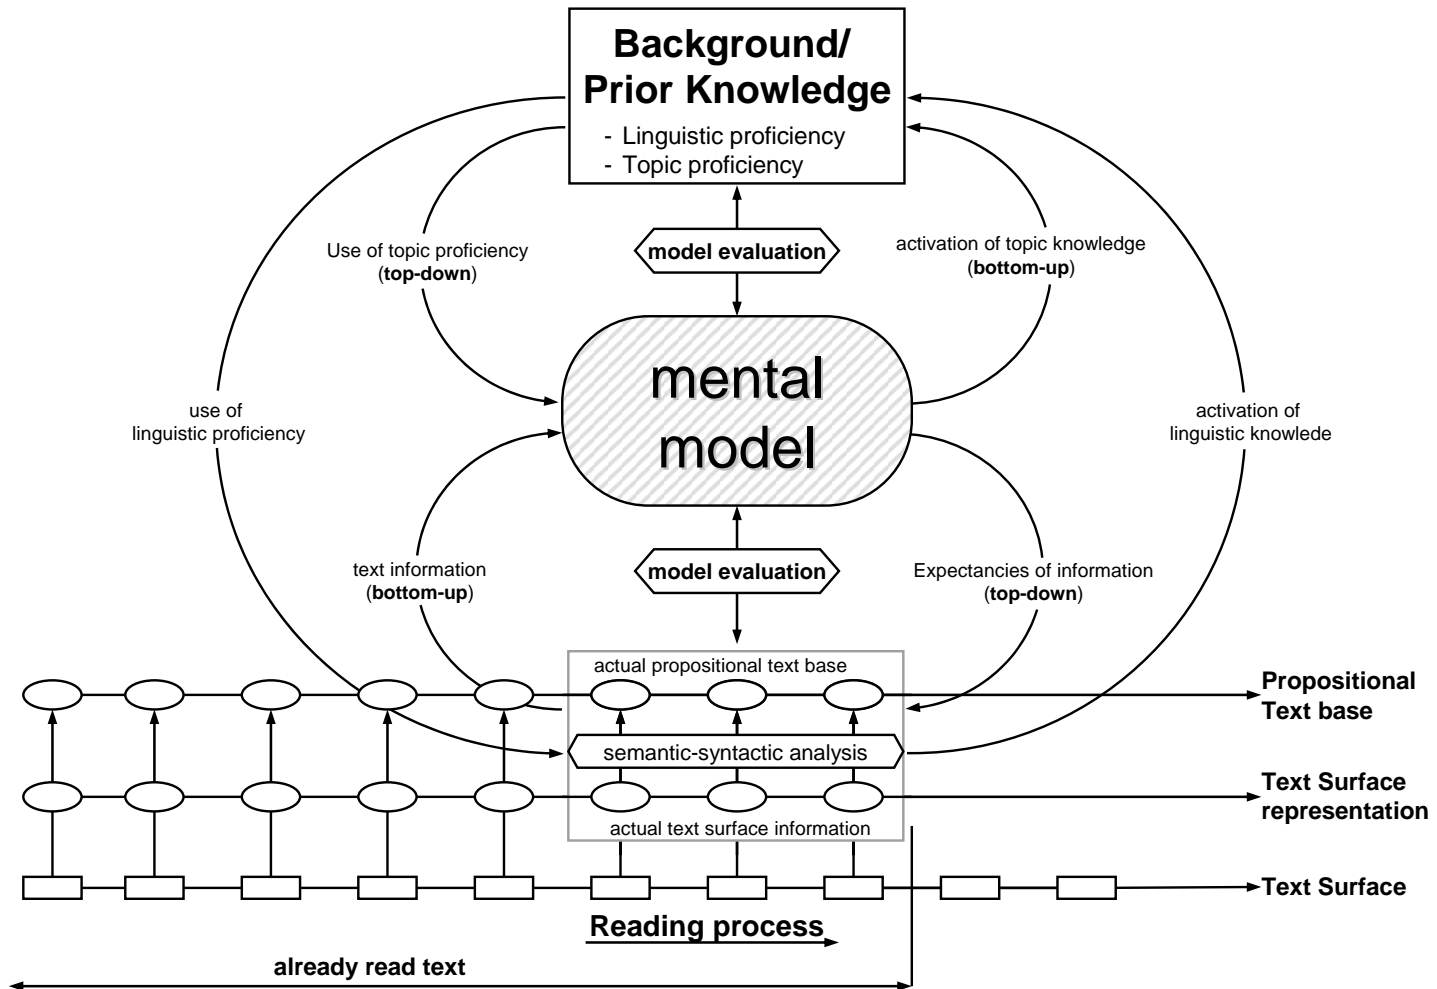 Background/
Prior Knowledge
- Linguistic proficiency
- Topic proficiency
Use of topic proficiency
(top-down)
model evaluation
activation of topic knowledge
(bottom-up)
mental
model
use of
linguistic proficiency
activation of
linguistic knowlede
text information
(bottom-up)
model evaluation
Expectancies of information
(top-down)
actual propositional text base
Propositional
Text base
semantic-syntactic analysis
Text Surface
representation
actual text surface information
Text Surface
Reading process
already read text